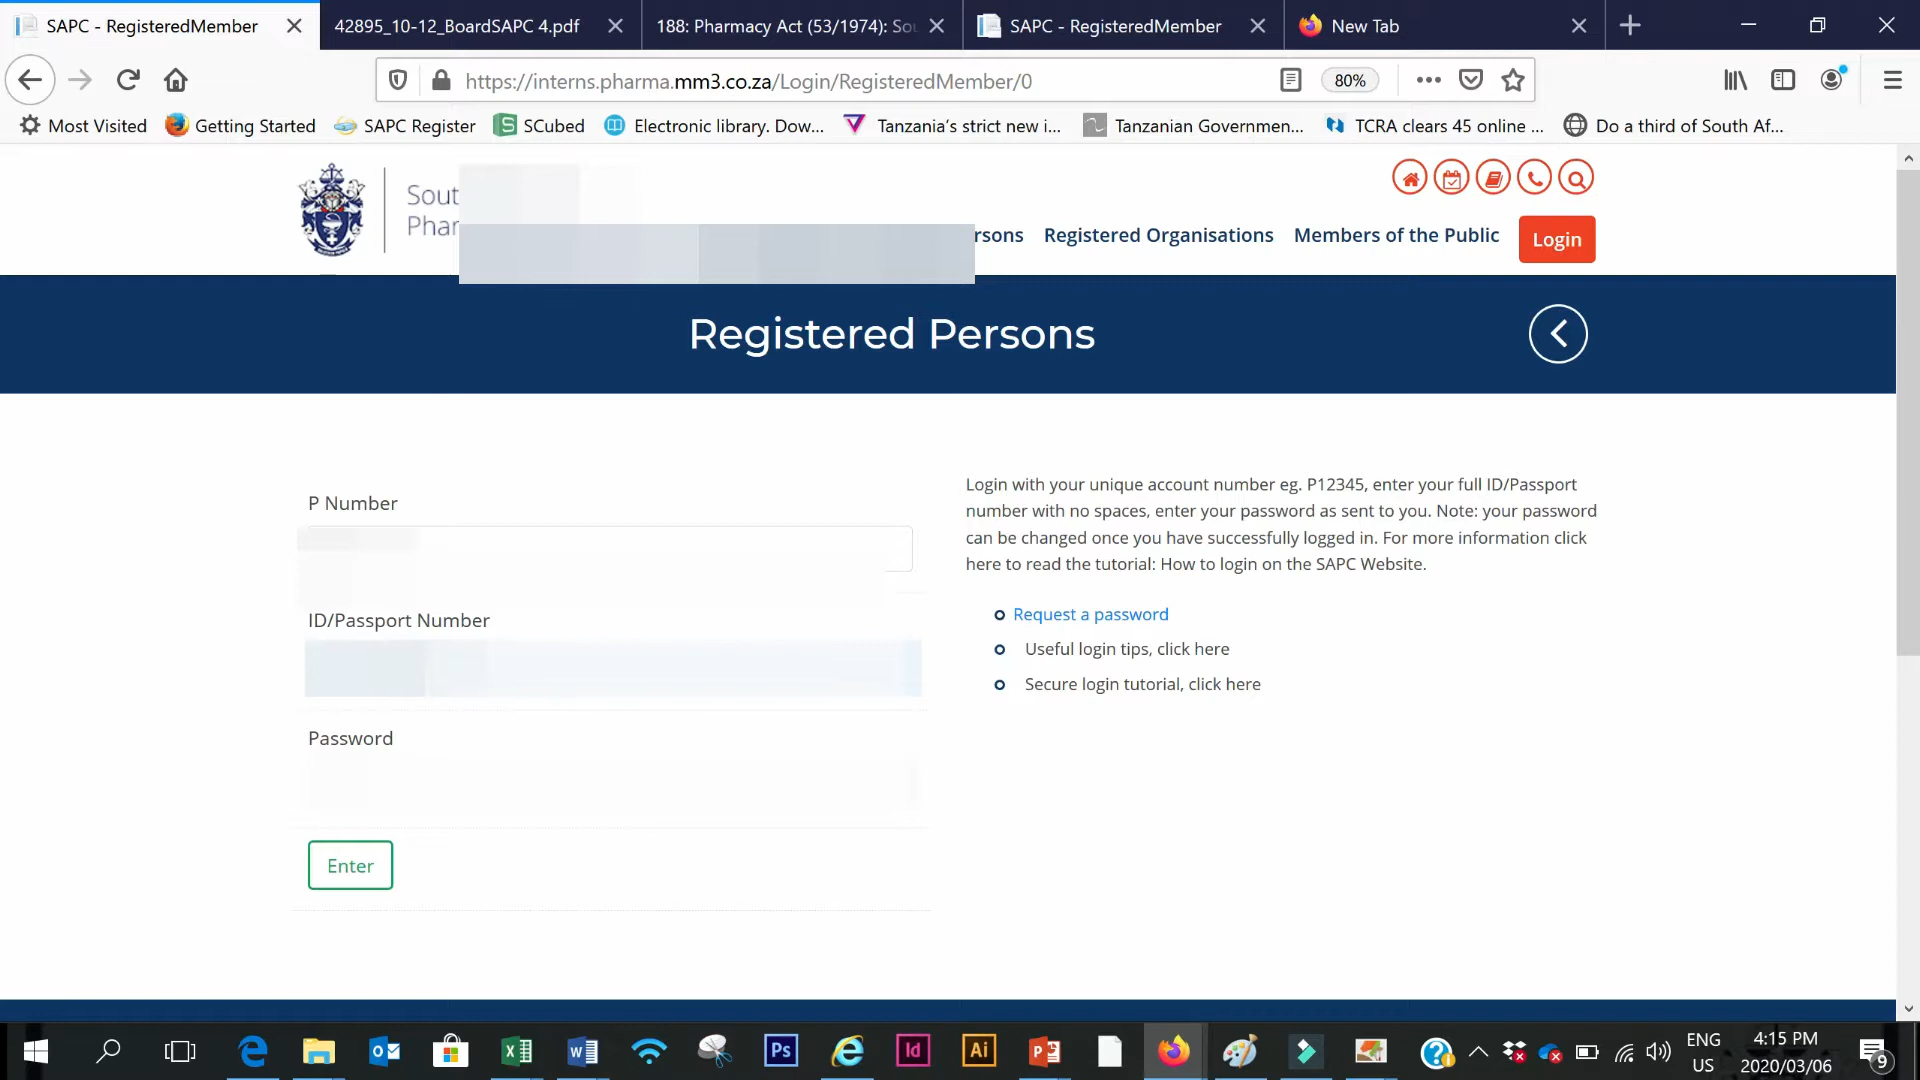 SAPC - RegisteredMember
42895_10-12_BoardSAPC 4.pdf
188: Pharmacy Act (53/1974): Sou
SAPC - RegisteredMember
New Tab
https://interns.pharma.mm3.co.za/Login/RegisteredMember/0
80%
Most Visited
Getting Started
SAPC Register
SCubed
Electronic library. Dow...
Tanzania's strict new i...
Tanzanian Governmen...
TCRA clears 45 online ...
Do a third of South Af...
Sout
Phar
rsons
Registered Organisations
Members of the Public
Login
Registered Persons
P Number
ID/Passport Number
Password
Enter
Login with your unique account number eg. P12345, enter your full ID/Passport
number with no spaces, enter your password as sent to you. Note: your password
can be changed once you have successfully logged in. For more information click
here to read the tutorial: How to login on the SAPC Website.
Request a password
Useful login tips, click here
Secure login tutorial, click here
Ps
Id
Ai
ENG
US
4:15 PM
2020/03/06
9